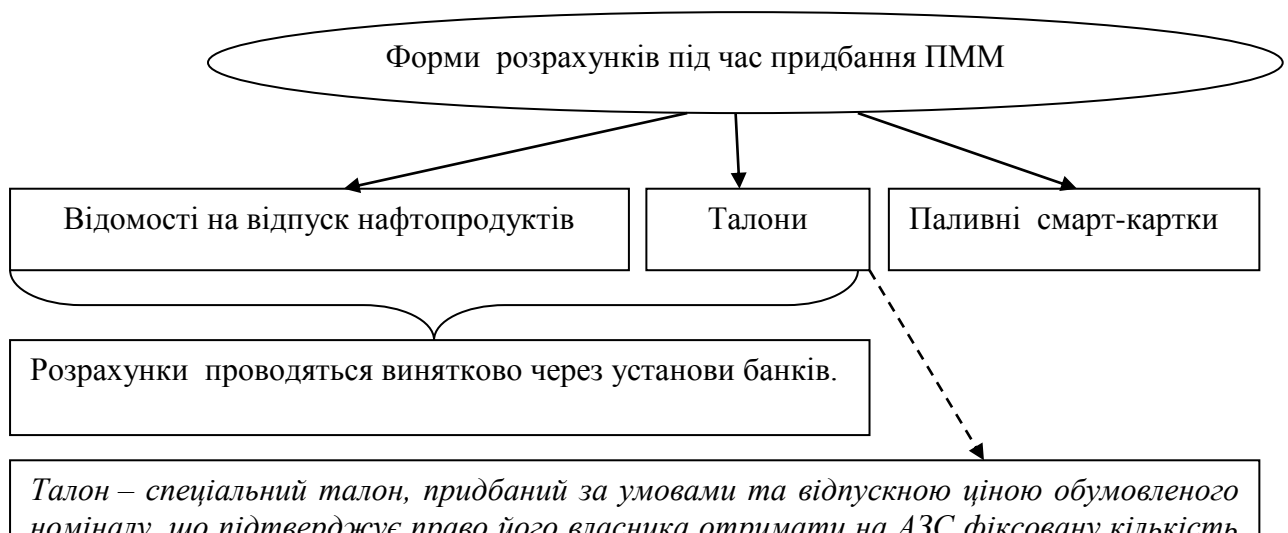 Форми розрахунків під час придбання ПММ
Відомості на відпуск нафтопродуктів
Талони
Паливні смарт-картки
Розрахунки проводяться винятково через установи банків.
Талон – спеціальний талон, придбаний за умовами та відпускною ціною обумовленого
номіналу, що підтверджує право його власника отримати на АЗС фіксовану кількість